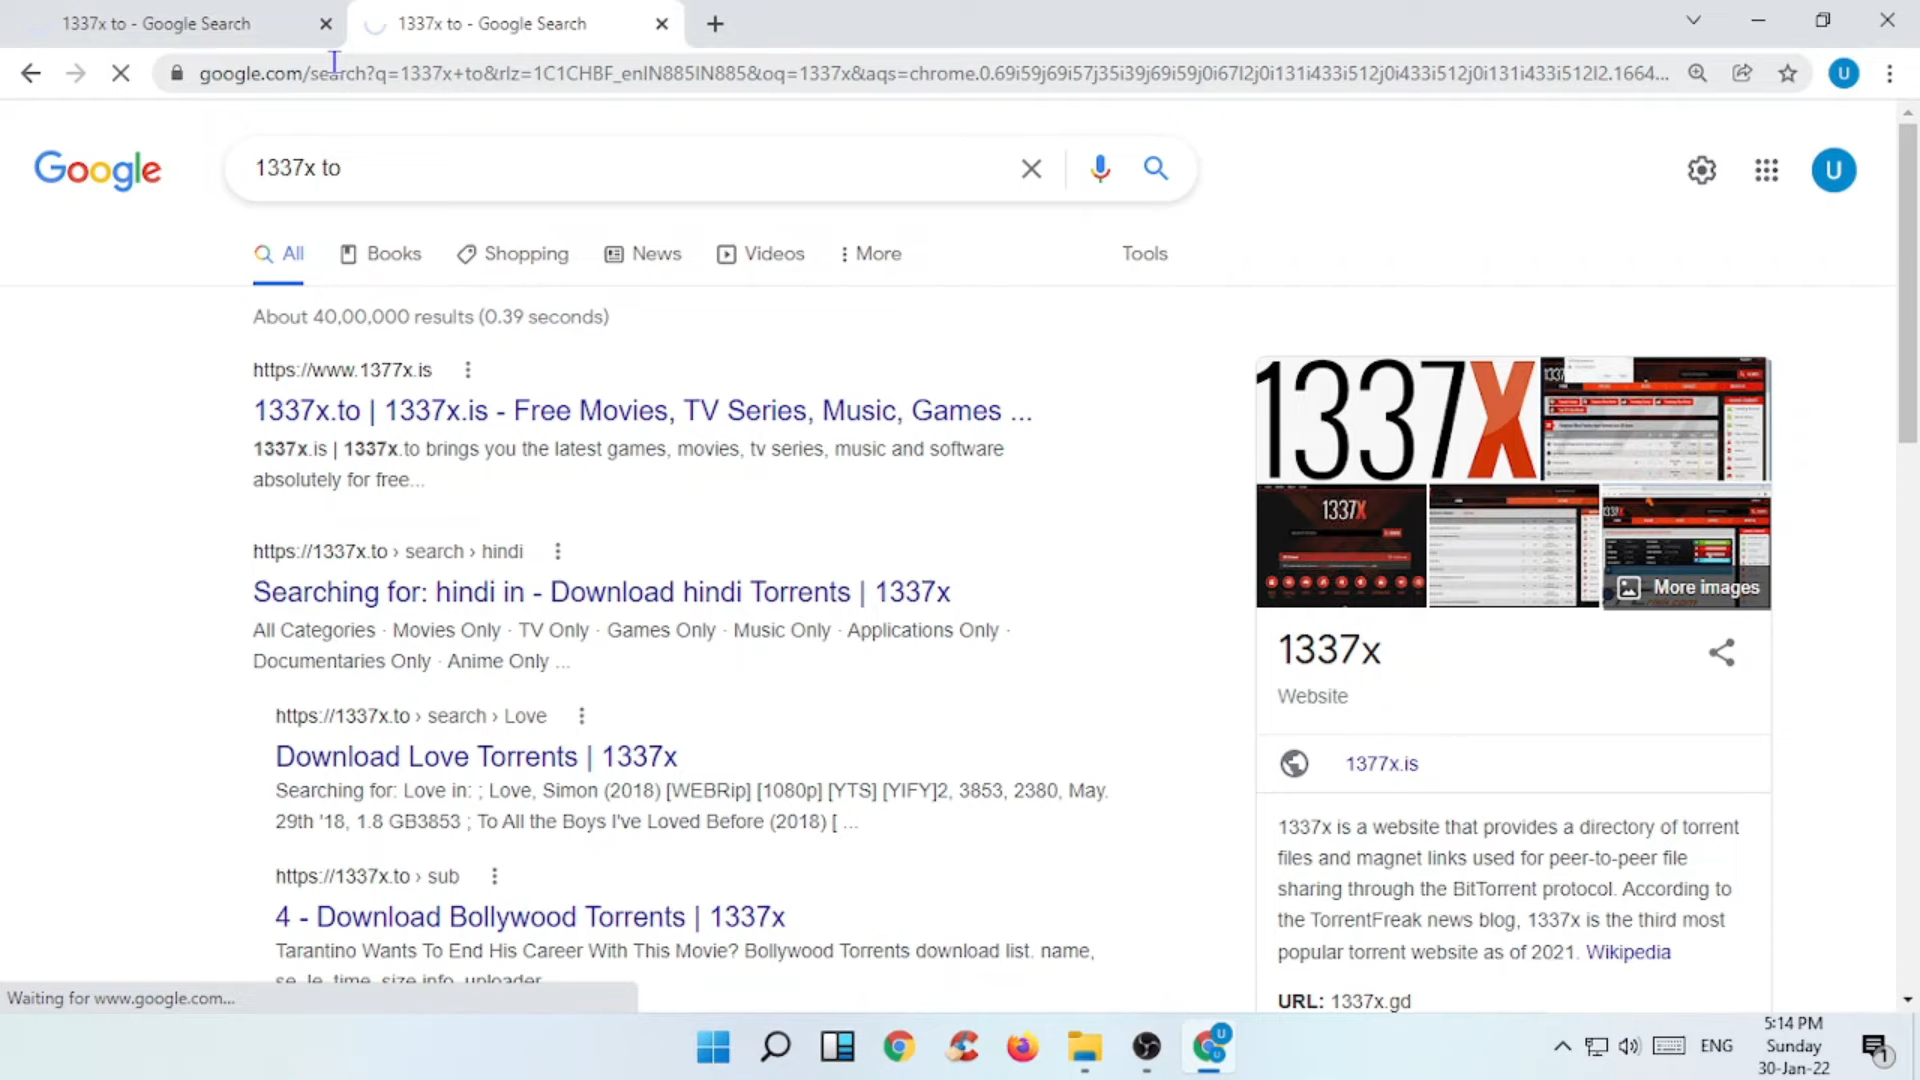 1337x to - Google Search
1337x to - Google Search
google.com/search?q=1337x+to&rlz=1C1CHBF_enIN885IN885&oq=1337x&aqs=chrome.0.69i59j69i57j35i39j69i59j0i67l2j0i131i433i512j0i433i512j0i131i433i512l2.1664...
U
Google
1337x to
U
All
Books
Shopping
News
Videos
More
Tools
About 40,00,000 results (0.39 seconds)
https://www.1377x.is
1337x.to | 1337x.is - Free Movies, TV Series, Music, Games ...
1337x.is | 1337x.to brings you the latest games, movies, tv series, music and software
absolutely for free...
https://1337x.to › search › hindi
Searching for: hindi in - Download hindi Torrents | 1337x
All Categories · Movies Only · TV Only · Games Only · Music Only · Applications Only ·
Documentaries Only · Anime Only ...
https://1337x.to › search › Love
Download Love Torrents | 1337x
Searching for: Love in: ; Love, Simon (2018) [WEBRip] [1080p] [YTS] [YIFY]2, 3853, 2380, May.
29th '18, 1.8 GB3853 ; To All the Boys I've Loved Before (2018) [ ...
https://1337x.to › sub
4 - Download Bollywood Torrents | 1337x
Tarantino Wants To End His Career With This Movie? Bollywood Torrents download list. name,
se, le, time, size info, uploader
1337X
1337X
More images
1337x
Website
1377x.is
1337x is a website that provides a directory of torrent
files and magnet links used for peer-to-peer file
sharing through the BitTorrent protocol. According to
the TorrentFreak news blog, 1337x is the third most
popular torrent website as of 2021. Wikipedia
URL: 1337x.gd
Waiting for www.google.com...
U
U
ENG
5:14 PM
Sunday
30-Jan-22
1